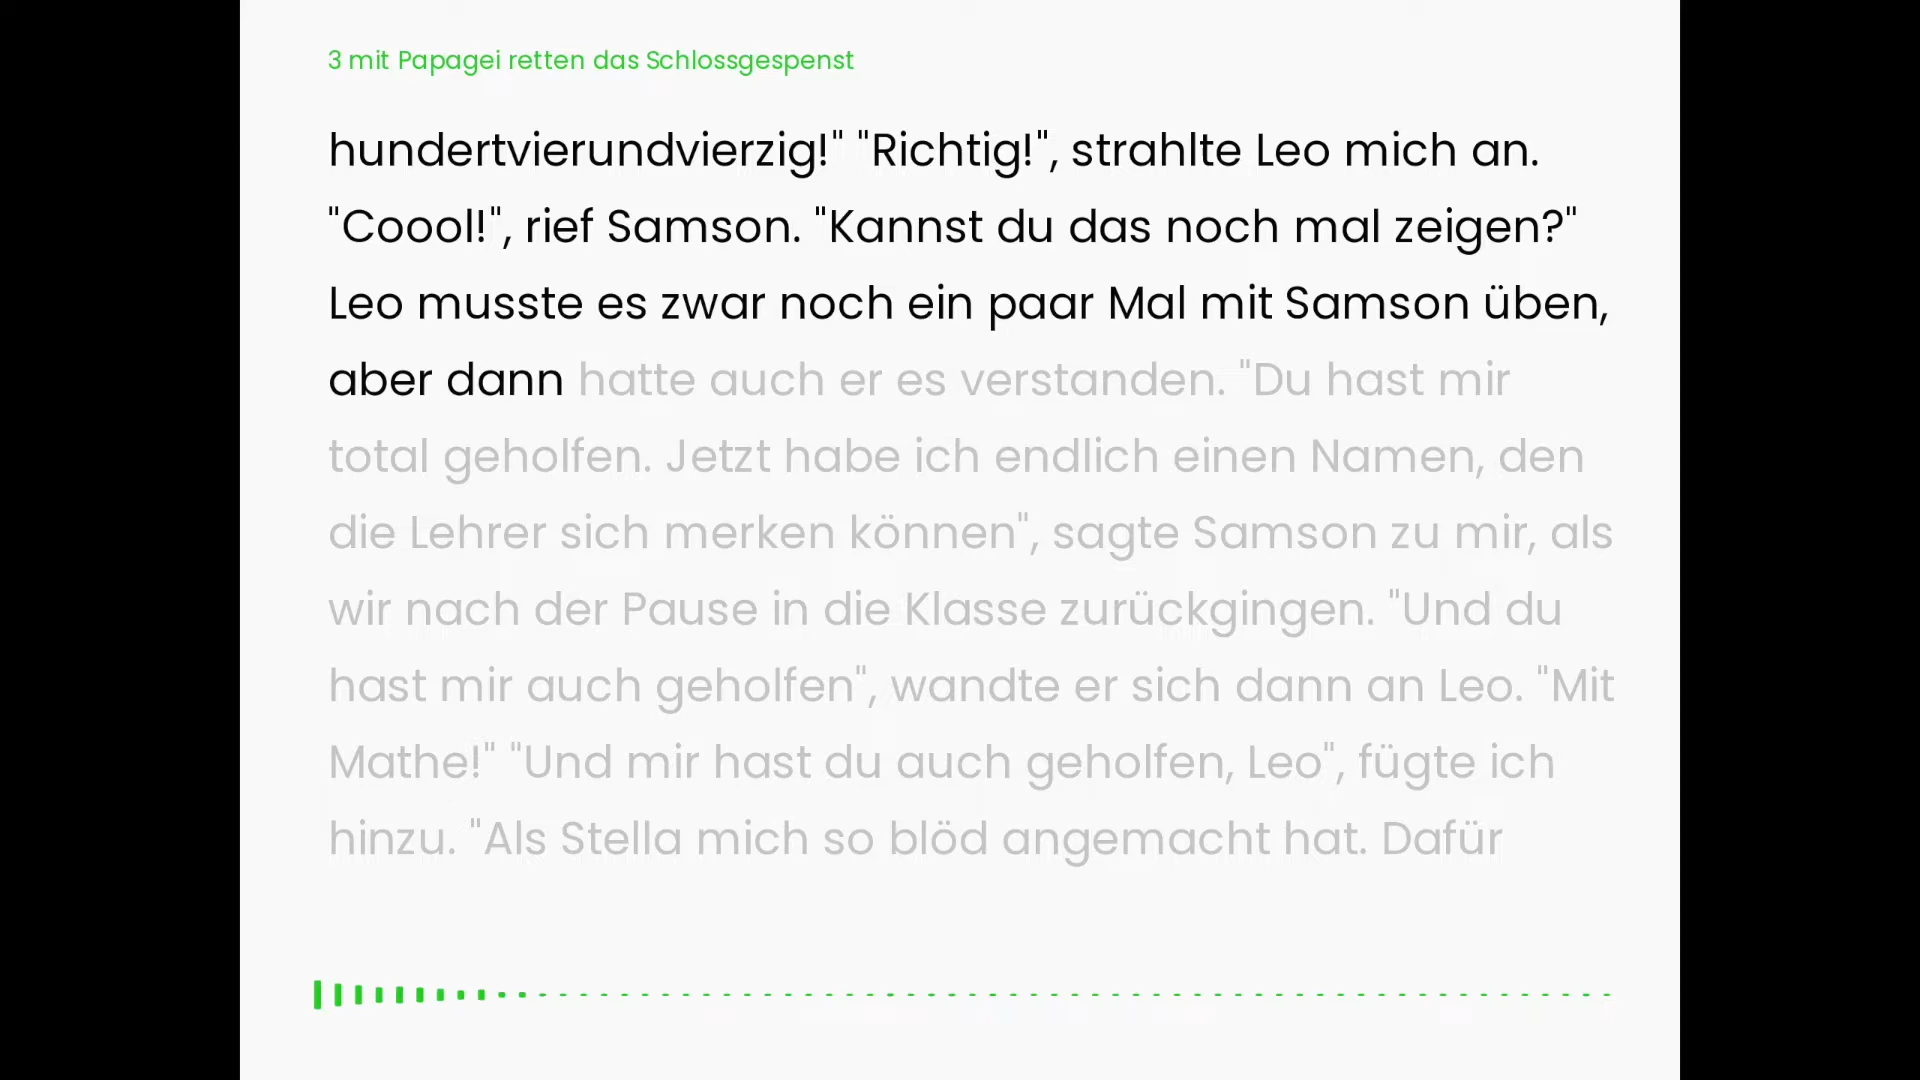 3 mit Papagei retten das Schlossgespenst
hundertvierundvierzig!" "Richtig!", strahlte Leo mich an.
"Coool!", rief Samson. "Kannst du das noch mal zeigen?"
Leo musste es zwar noch ein paar Mal mit Samson üben,
aber dann hatte auch er es verstanden. "Du hast mir
total geholfen. Jetzt habe ich endlich einen Namen, den
die Lehrer sich merken können", sagte Samson zu mir, als
wir nach der Pause in die Klasse zurückgingen. "Und du
hast mir auch geholfen", wandte er sich dann an Leo. "Mit
Mathe!" "Und mir hast du auch geholfen, Leo", fügte ich
hinzu. "Als Stella mich so blöd angemacht hat. Dafür